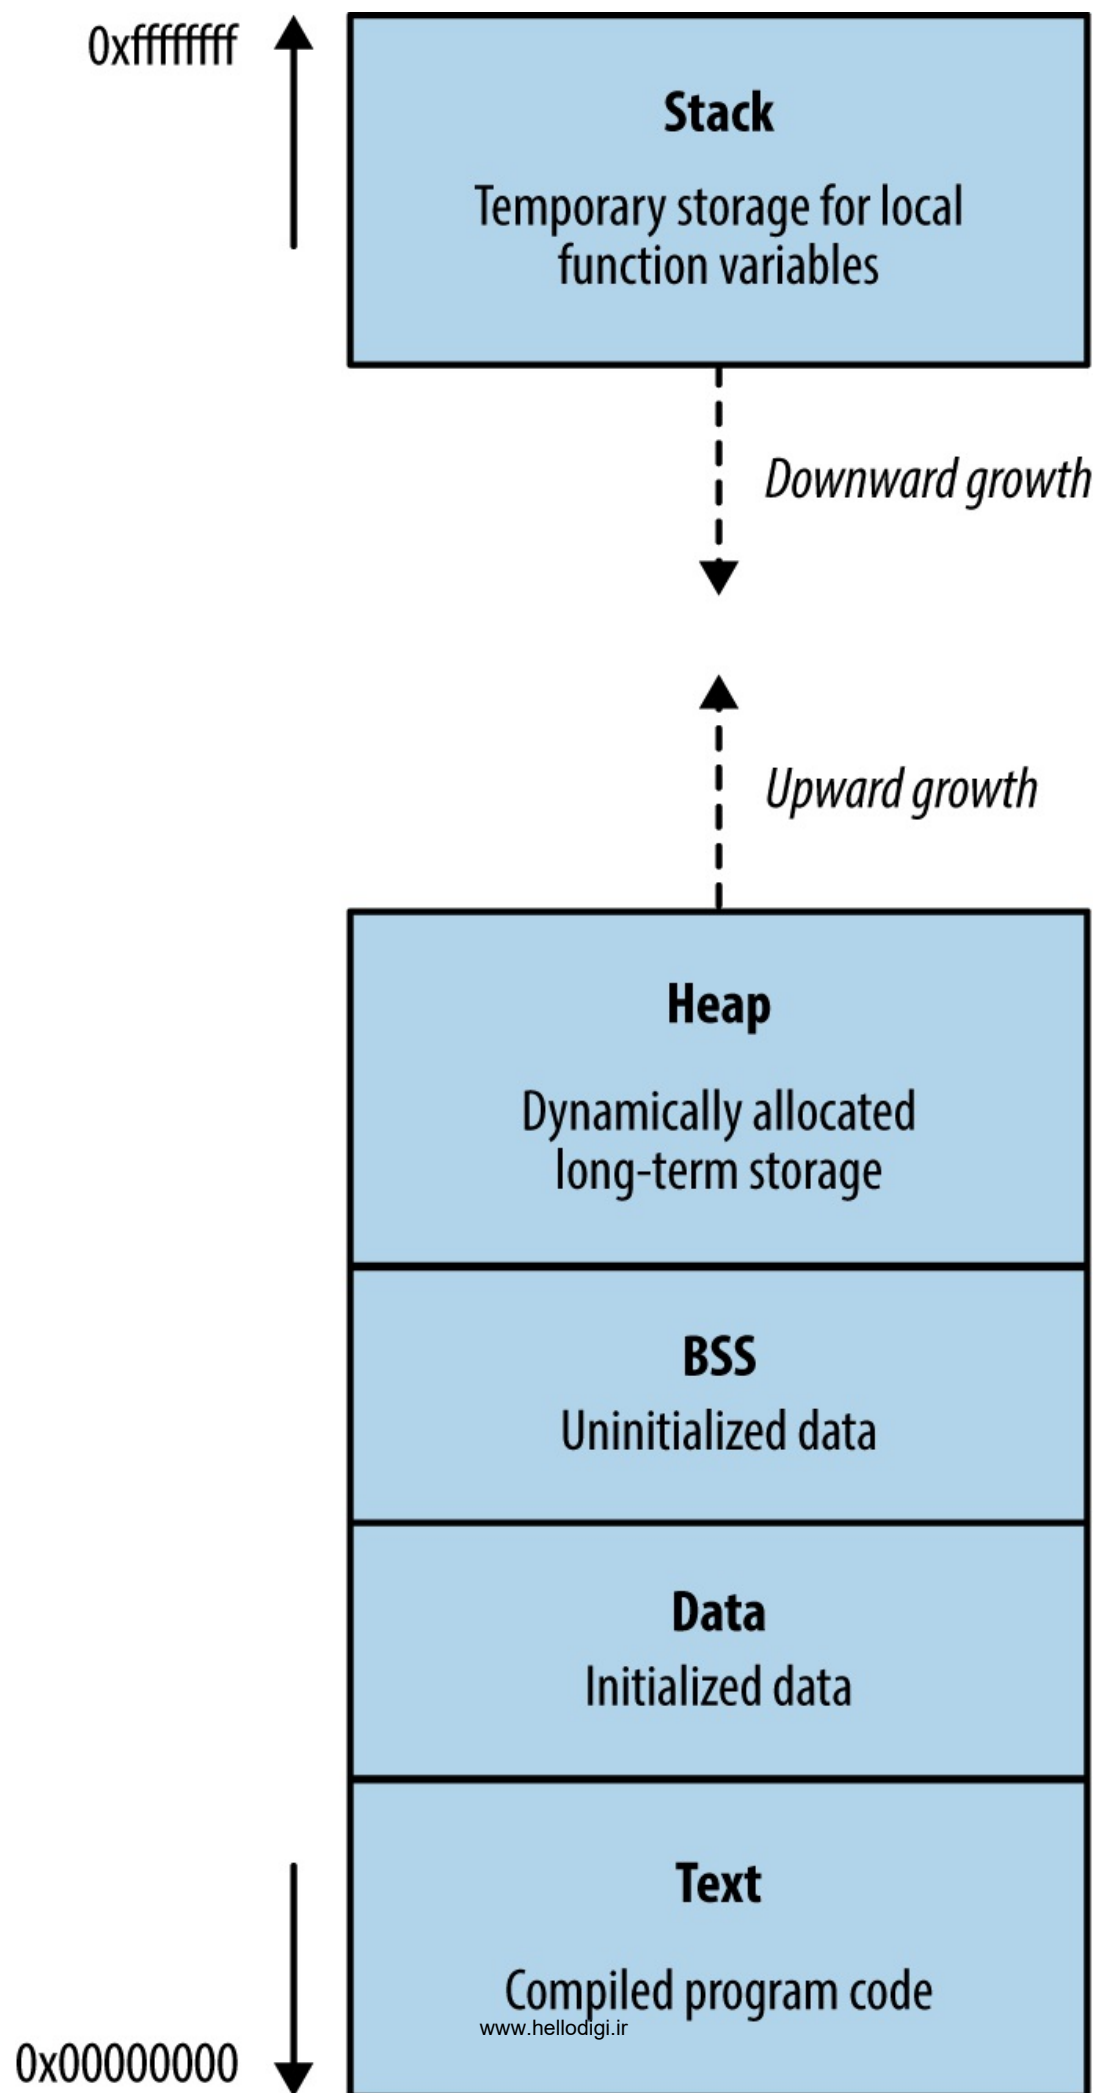 0xffffffff
Stack
Temporary storage for local
function variables
Downward growth
Upward growth
Heap
Dynamically allocated
long-term storage
BSS
Uninitialized data
Data
Initialized data
Text
Compiled program code
www.hellodigi.ir
0x00000000